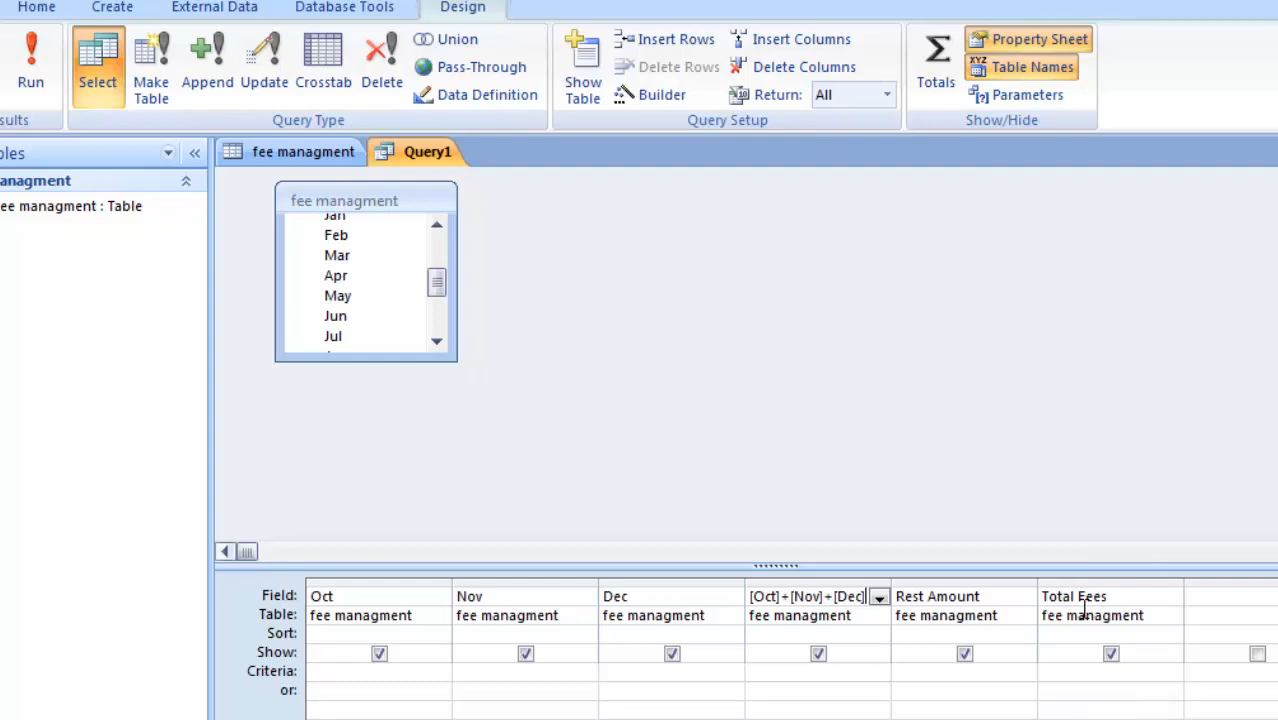 Home Create External Data Database Tools Design
Run Select Make Table Append Update Crosstab Delete
Union
Pass-Through
Data Definition
Show Table
Insert Rows
Delete Rows
Builder
Insert Columns
Delete Columns
Return: All
Totals
Property Sheet
XYZ Table Names
[?] Parameters
sults Query Type Query Setup Show/Hide
les « fee managment Query1
anagment
ee managment : Table
fee managment
Jan
Feb
Mar
Apr
May
Jun
Jul
Field: Oct Nov Dec [Oct]+[Nov]+[Dec] Rest Amount Total Fees
Table: fee managment fee managment fee managment fee managment fee managment fee managment
Sort:
Show:
Criteria:
or: